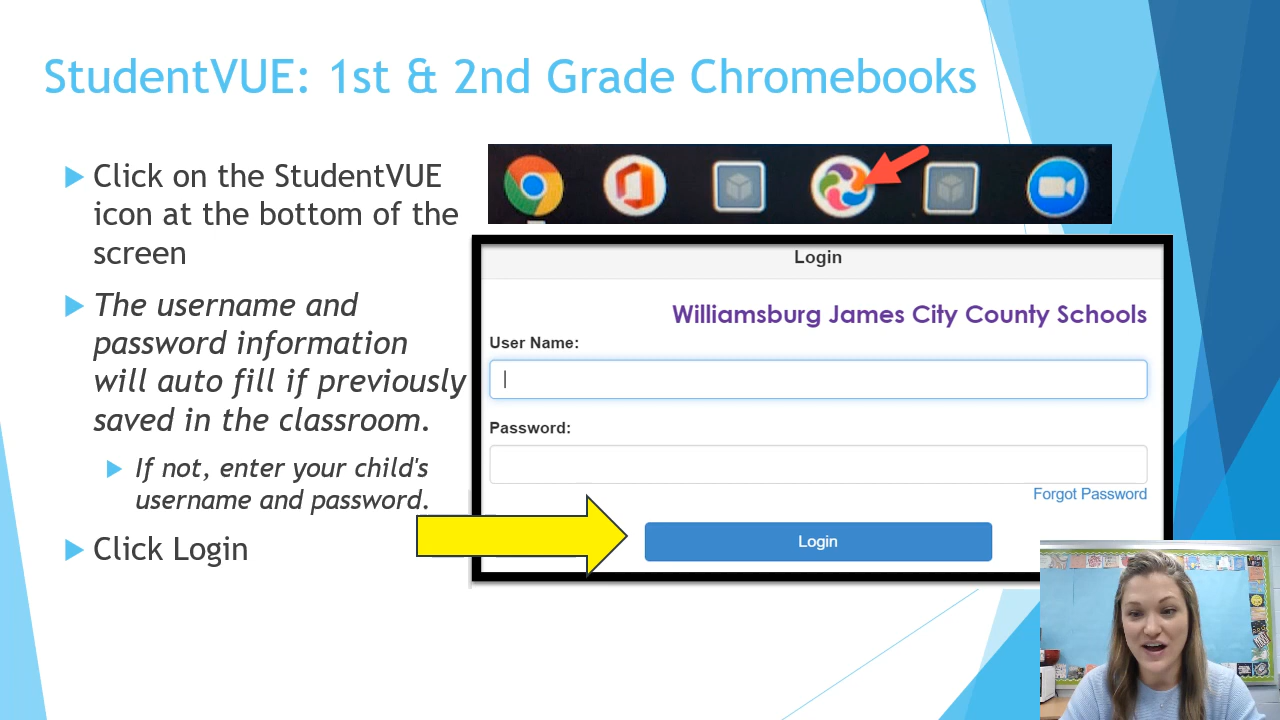 StudentVUE: 1st & 2nd Grade Chromebooks
Click on the StudentVUE
icon at the bottom of the
screen
The username and
password information
will auto fill if previously
saved in the classroom.
If not, enter your child's
username and password.
Click Login
Login
Williamsburg James City County Schools
User Name:
Password:
Forgot Password
Login